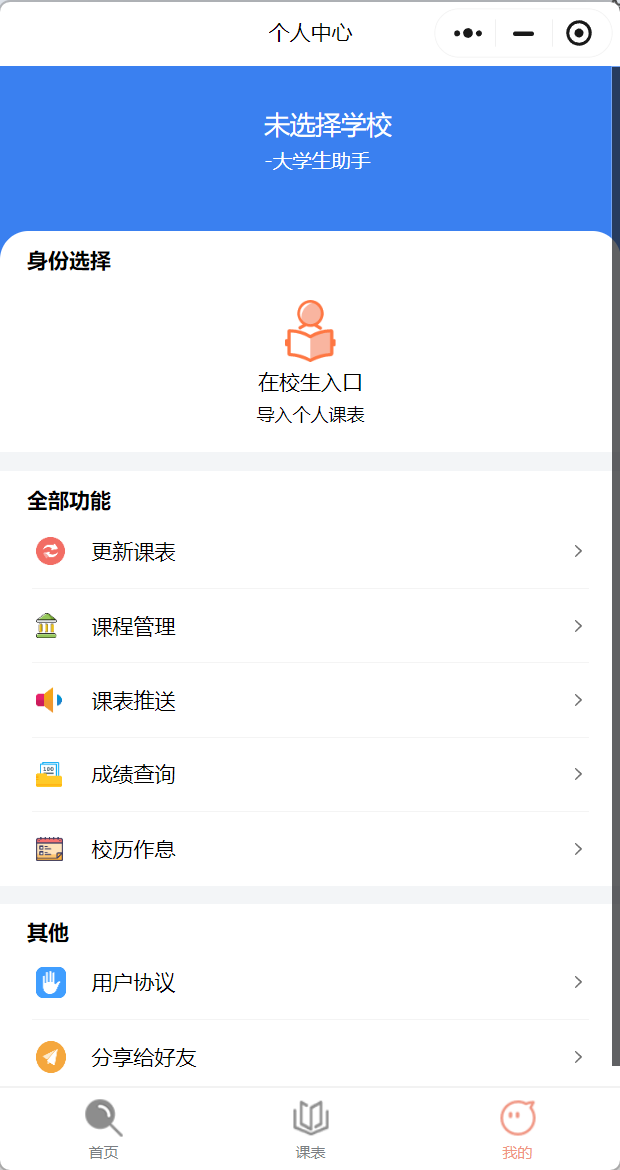 个人中心
未选择学校
-大学生助手
身份选择
在校生入口
导入个人课表
全部功能
更新课表
课程管理
课表推送
100
成绩查询
校历作息
其他
用户协议
分享给好友
首页
课表
我的